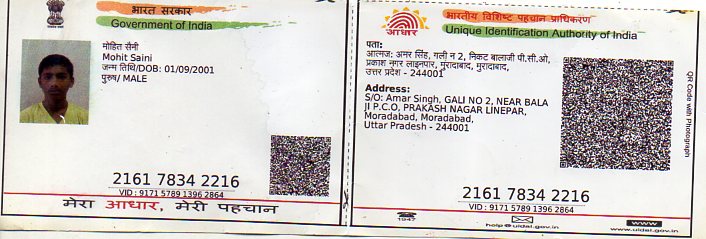 भारत सरकार
Government of India
मोहित सैनी
Mohit Saini
जन्म तिथि/DOB: 01/09/2001
पुरुष/ MALE
2161 7834 2216
VID : 9171 5789 1396 2864
मेरा आधार, मेरी पहचान
भारतीय विशिष्ट पहचान प्राधिकरण
Unique Identification Authority of India
आधार
पता:
आत्मज: अमर सिंह, गली न 2, निकट बालाजी पी.सी.ओ,
प्रकाश नगर लाइनपार, मुरादाबाद, मुरादाबाद,
उत्तर प्रदेश - 244001
Address:
S/O: Amar Singh, GALI NO 2, NEAR BALA
JI P.C.O, PRAKASH NAGAR LINEPAR,
Moradabad, Moradabad,
Uttar Pradesh - 244001
QR Code with Photograph
2161 7834 2216
VID : 9171 5789 1396 2864
1947
help@uidai.gov.in
www
www.uidai.gov.in